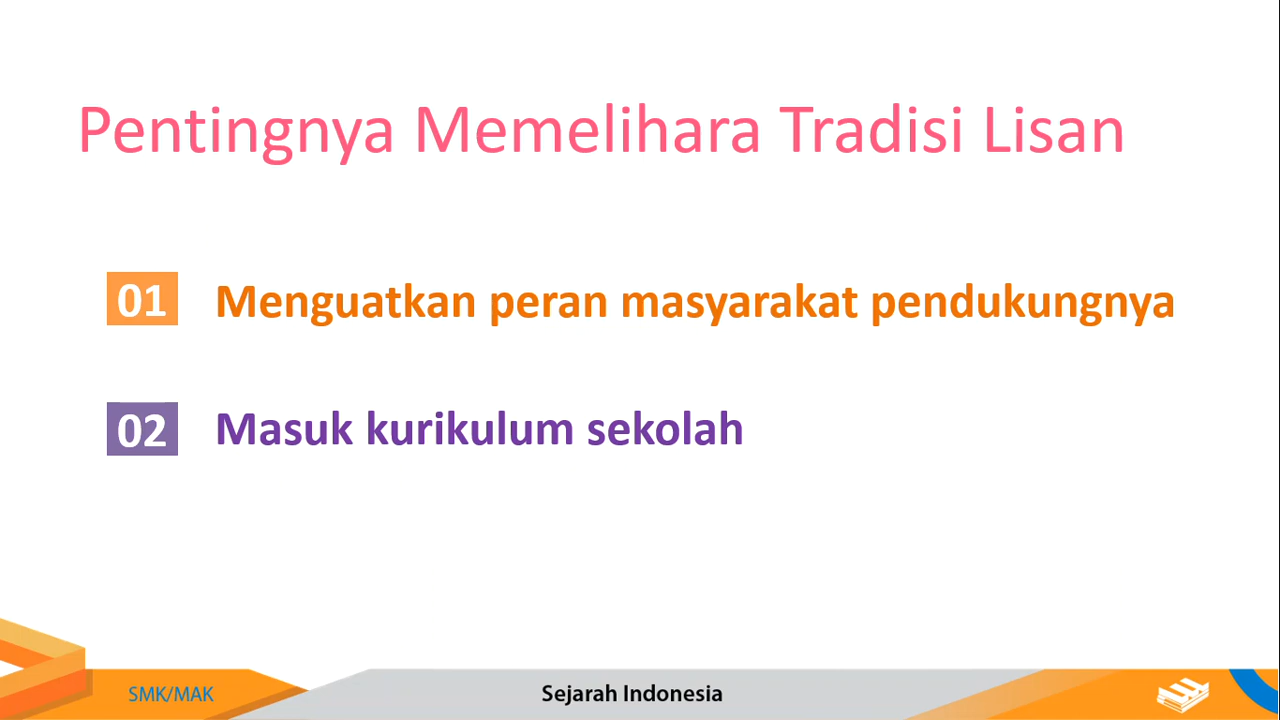 Pentingnya Memelihara Tradisi Lisan
01 Menguatkan peran masyarakat pendukungnya
02 Masuk kurikulum sekolah
SMK/MAK
Sejarah Indonesia